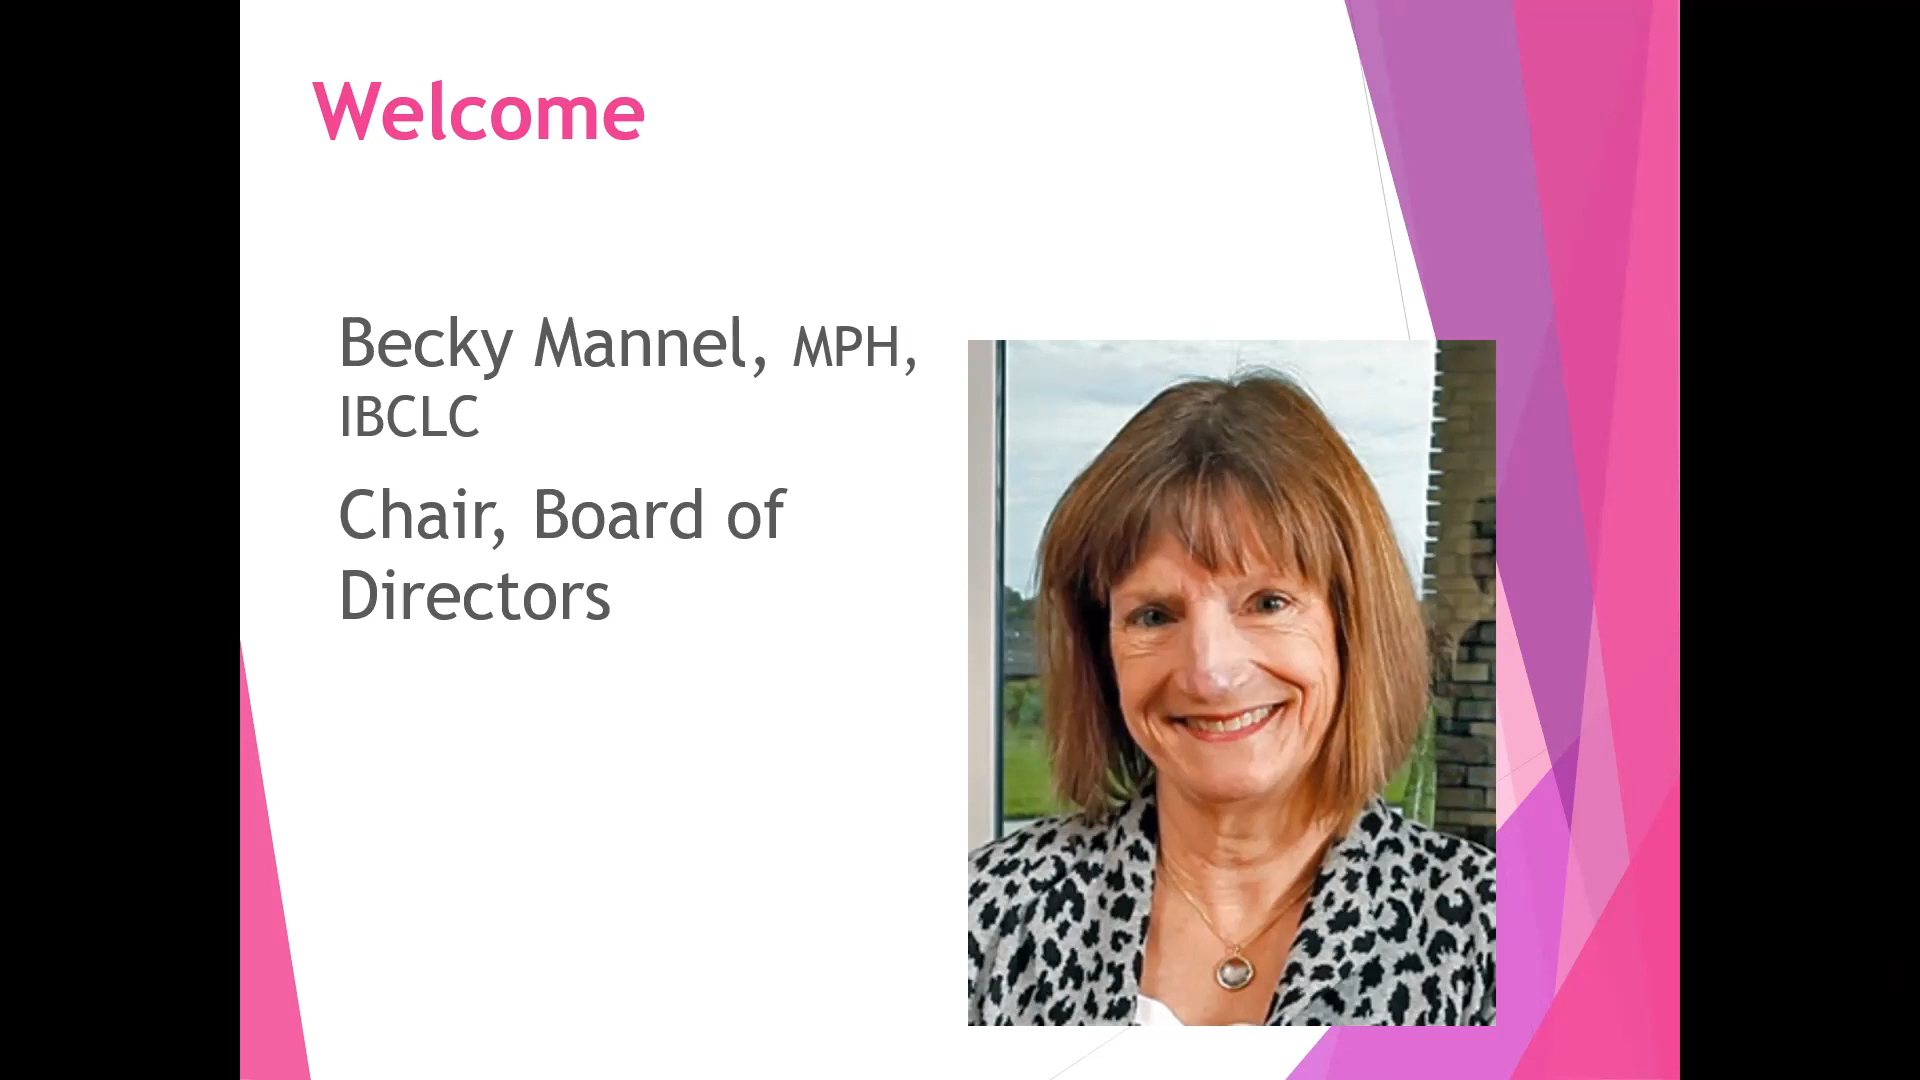 Welcome
Becky Mannel, MPH,
IBCLC
Chair, Board of
Directors